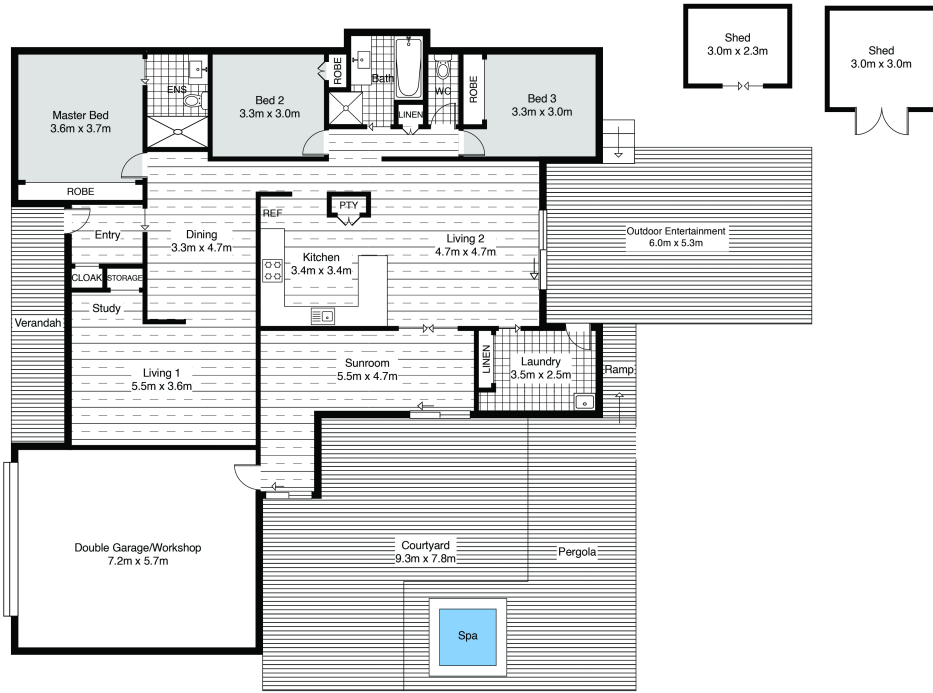 Shed
3.0m x 2.3m
Shed
3.0m x 3.0m
Master Bed
3.6m x 3.7m
ROBE
ENS
Bed 2
3.3m x 3.0m
ROBE
Bath
LINEN
WC
ROBE
Bed 3
3.3m x 3.0m
Entry
CLOAK
STORAGE
Study
Verandah
Dining
3.3m x 4.7m
REF
PTY
Kitchen
3.4m x 3.4m
Living 2
4.7m x 4.7m
Outdoor Entertainment
6.0m x 5.3m
Living 1
5.5m x 3.6m
Sunroom
5.5m x 4.7m
LINEN
Laundry
3.5m x 2.5m
Ramp
Double Garage/Workshop
7.2m x 5.7m
Courtyard
9.3m x 7.8m
Pergola
Spa